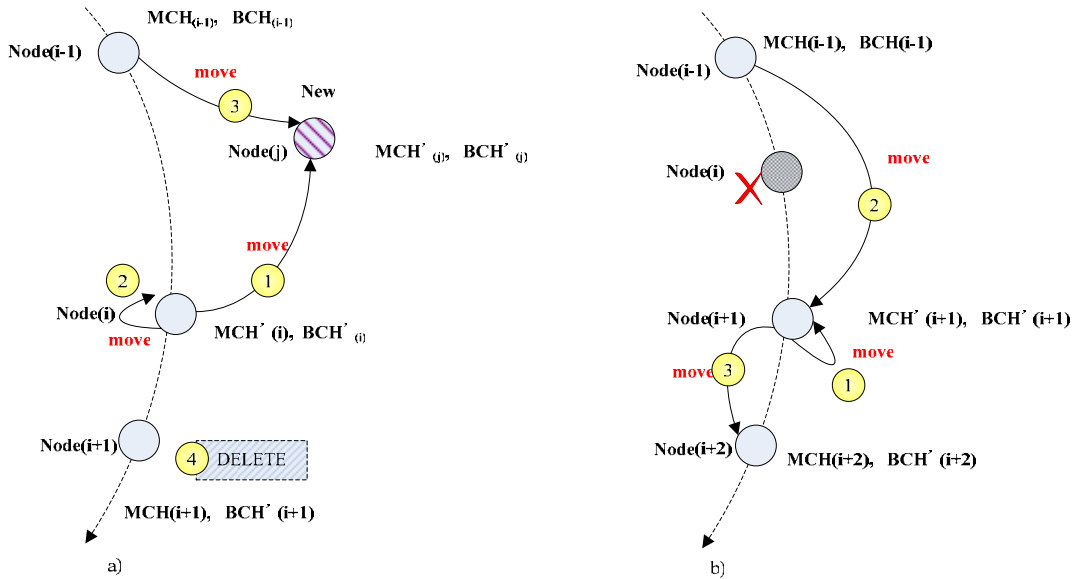 MCH(i-1), BCH(i-1)
Node(i-1)
move
3
New
Node(j)
MCH′ (j), BCH′ (j)
move
2
1
Node(i)
move
MCH′ (i), BCH′ (i)
Node(i+1)
4 DELETE
MCH(i+1), BCH′ (i+1)
a)
MCH(i-1), BCH(i-1)
Node(i-1)
move
Node(i)
X
2
Node(i+1)
MCH′ (i+1), BCH′ (i+1)
move
3
move
1
Node(i+2)
MCH(i+2), BCH′ (i+2)
b)